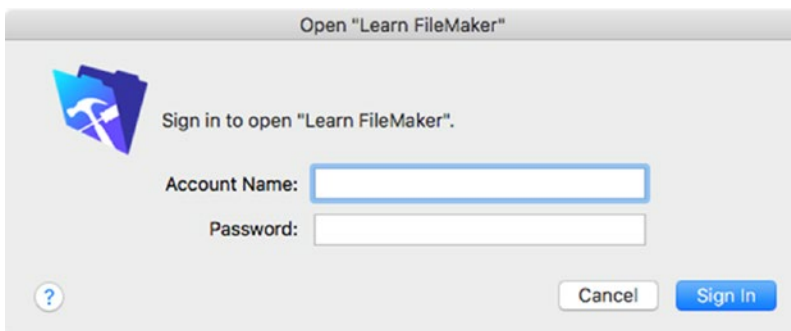 Open "Learn FileMaker"
Sign in to open "Learn FileMaker".
Account Name:
Password:
?
Cancel
Sign In